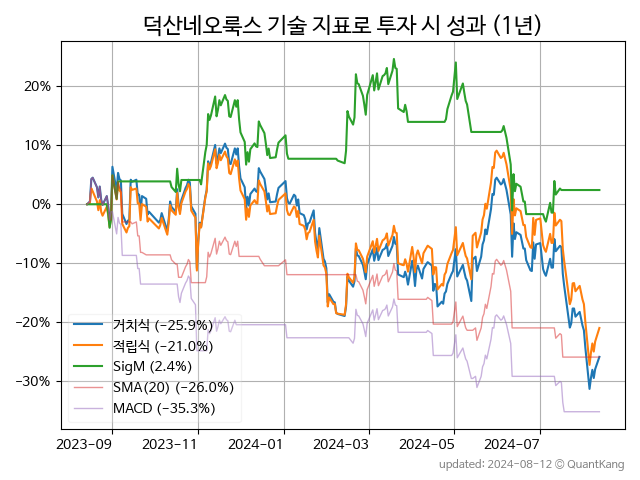 덕산네오룩스 기술 지표로 투자 시 성과 (1년)
20%
10%
0%
−10%
−20%
−30%
거치식 (−25.9%)
적립식 (−21.0%)
SigM (2.4%)
SMA(20) (−26.0%)
MACD (−35.3%)
2023−09 2023−11 2024−01 2024−03 2024−05 2024−07
updated: 2024−08−12 © QuantKang